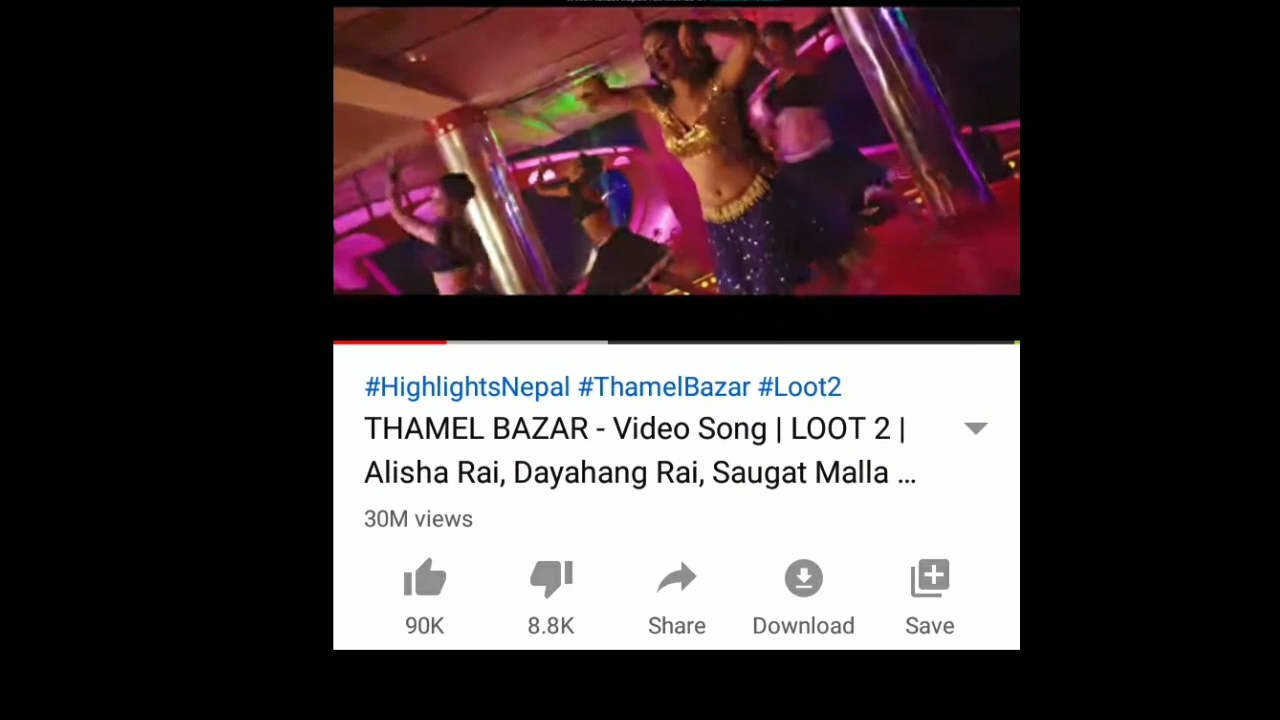 #HighlightsNepal #ThamelBazar #Loot2
THAMEL BAZAR - Video Song | LOOT 2 |
Alisha Rai, Dayahang Rai, Saugat Malla ...
30M views
90K 8.8K Share Download Save